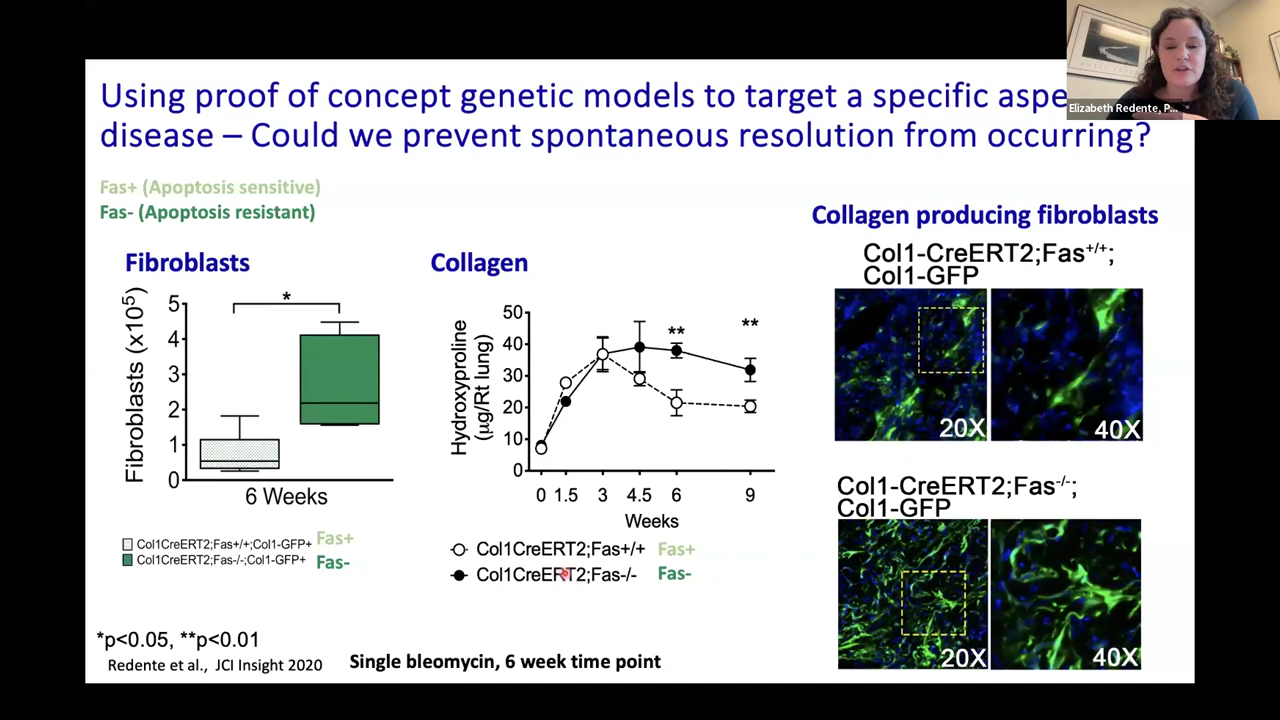 Using proof of concept genetic models to target a specific aspe
disease – Could we prevent spontaneous resolution from occurring?
Elizabeth Redente, P...
Fas+ (Apoptosis sensitive)
Fas- (Apoptosis resistant)
Fibroblasts
Fibroblasts (x10⁵)
5
4
3
2
1
0
*
6 Weeks
Col1CreERT2;Fas+/+;Col1-GFP+ Fas+
Col1CreERT2;Fas-/-;Col1-GFP+ Fas-
Collagen
Hydroxyproline
(µg/Rt lung)
50
40
30
20
10
0
**
**
0 1.5 3 4.5 6 9
Weeks
Col1CreERT2;Fas+/+ Fas+
Col1CreERT2;Fas-/- Fas-
Collagen producing fibroblasts
Col1-CreERT2;Fas⁺/⁺;
Col1-GFP
20X
40X
Col1-CreERT2;Fas⁻/⁻;
Col1-GFP
20X
40X
*p<0.05, **p<0.01
Redente et al., JCI Insight 2020
Single bleomycin, 6 week time point